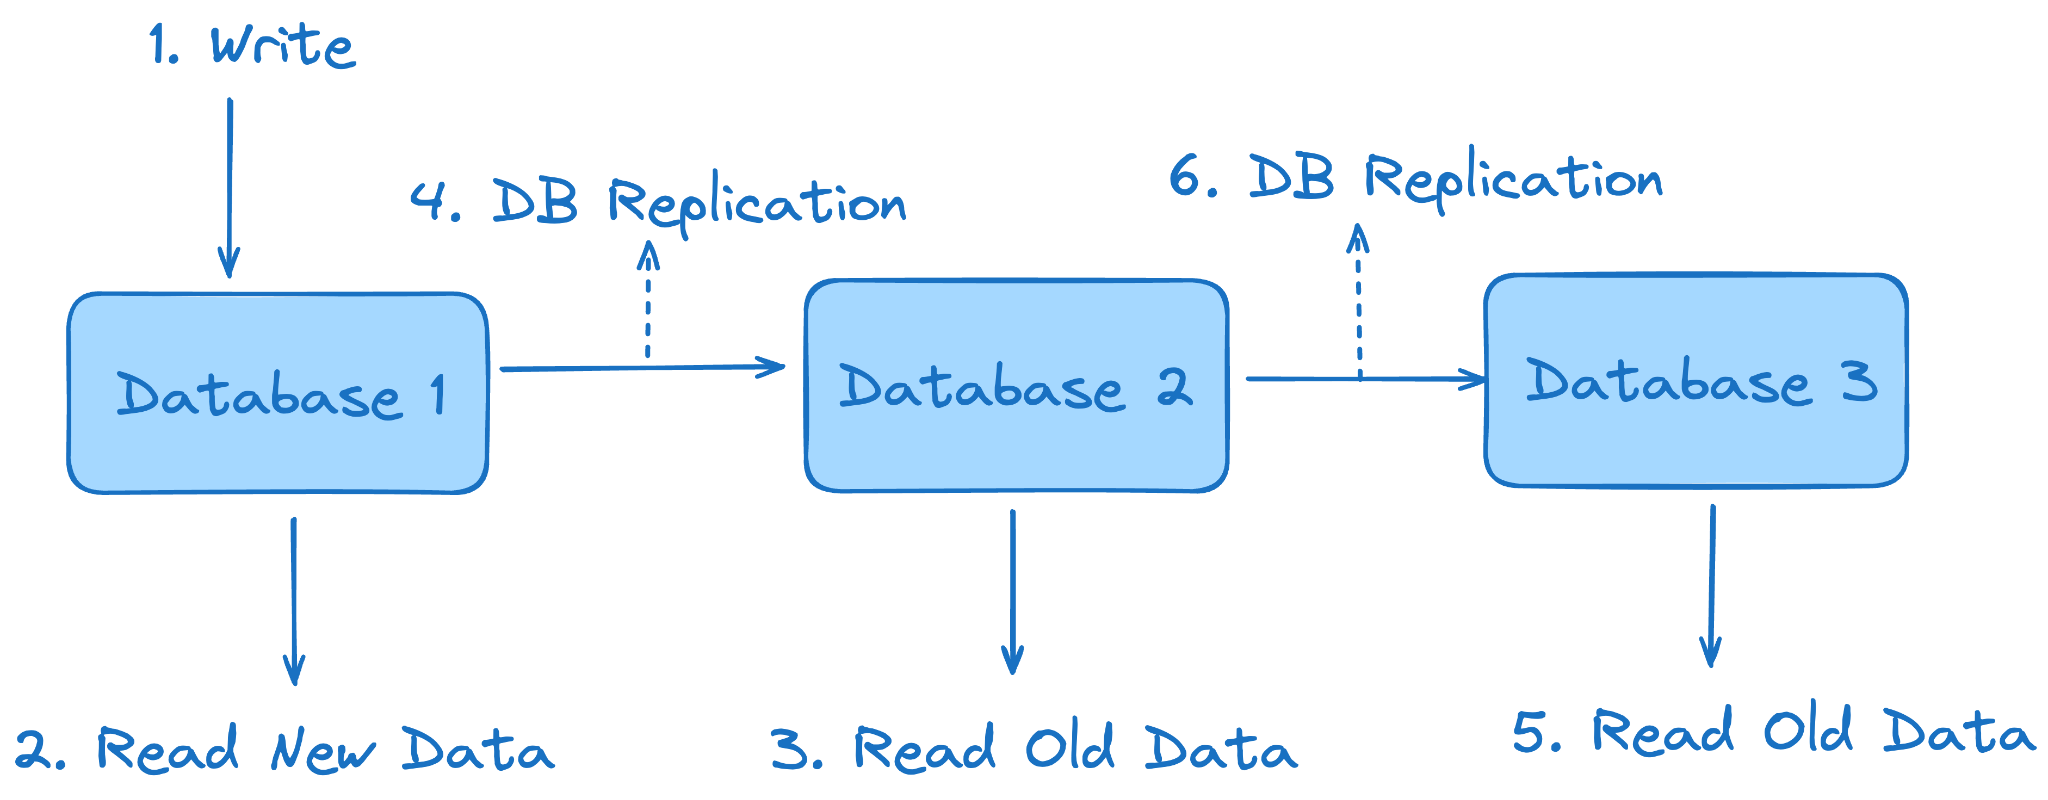 1. Write
4. DB Replication
6. DB Replication
Database 1
Database 2
Database 3
2. Read New Data
3. Read Old Data
5. Read Old Data